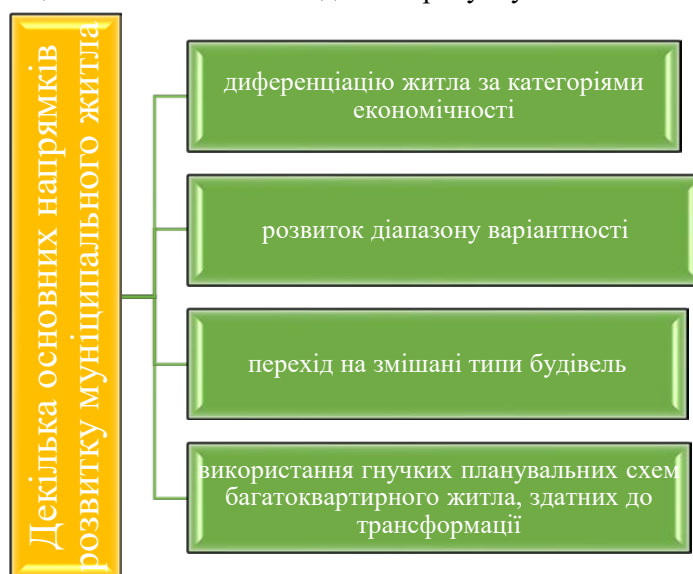 Декілька основних напрямків
розвитку муніципального житла
диференціацію житла за категоріями
економічності
розвиток діапазону варіантності
перехід на змішані типи будівель
використання гнучких планувальних схем
багатоквартирного житла, здатних до
трансформації